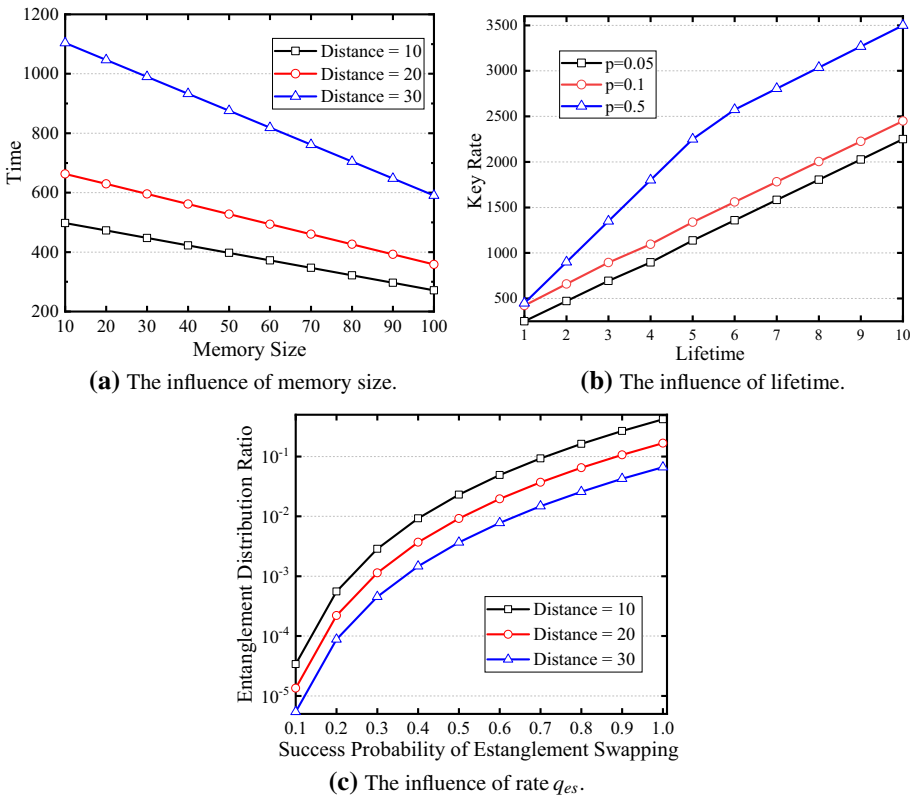 1200
1000
800
600
400
200
Time
Distance = 10
Distance = 20
Distance = 30
10 20 30 40 50 60 70 80 90 100
Memory Size
(a) The influence of memory size.
3500
3000
2500
2000
1500
1000
500
Key Rate
p=0.05
p=0.1
p=0.5
1 2 3 4 5 6 7 8 9 10
Lifetime
(b) The influence of lifetime.
10^-1
10^-2
10^-3
10^-4
10^-5
Entanglement Distribution Ratio
Distance = 10
Distance = 20
Distance = 30
0.1 0.2 0.3 0.4 0.5 0.6 0.7 0.8 0.9 1.0
Success Probability of Estanglement Swapping
(c) The influence of rate q_es.